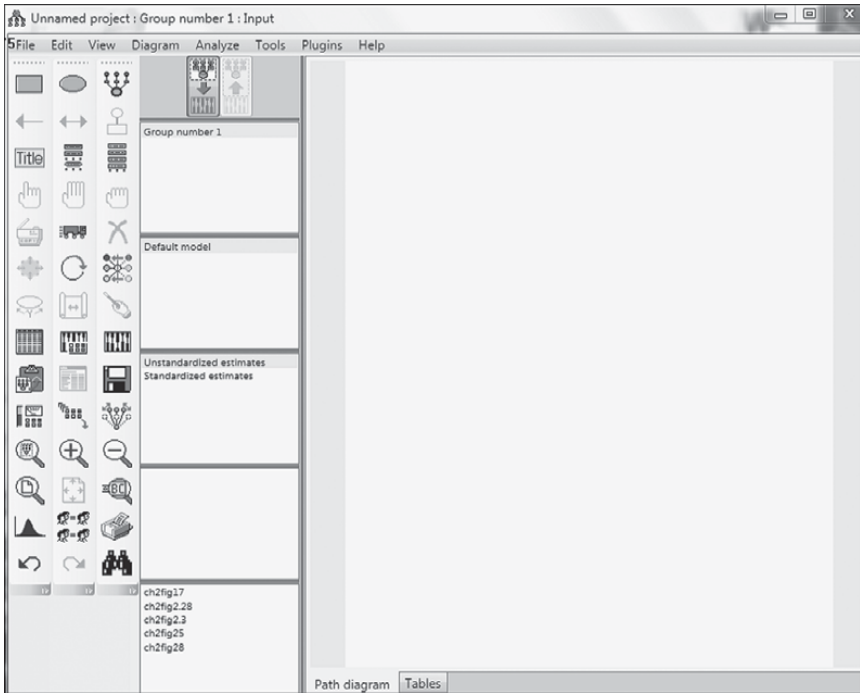 Unnamed project : Group number 1 : Input
5File Edit View Diagram Analyze Tools Plugins Help
Title
Group number 1
Default model
Unstandardized estimates
Standardized estimates
ch2fig17
ch2fig2.28
ch2fig2.3
ch2fig25
ch2fig28
Path diagram Tables